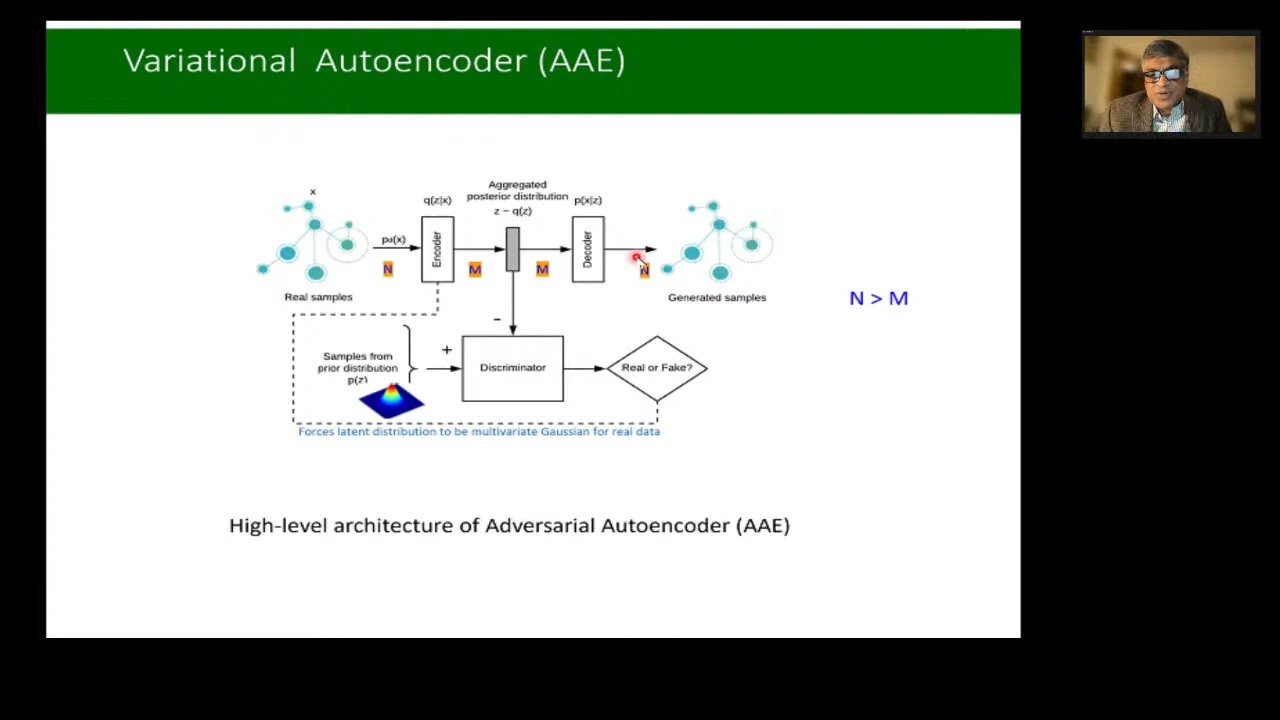 Variational Autoencoder (AAE)
x
pd(x)
N
Real samples
q(z|x)
Encoder
M
Aggregated
posterior distribution
z ~ q(z)
M
p(x|z)
Decoder
N
Generated samples
N > M
Samples from
prior distribution
p(z)
+
-
Discriminator
Real or Fake?
Forces latent distribution to be multivariate Gaussian for real data
High-level architecture of Adversarial Autoencoder (AAE)